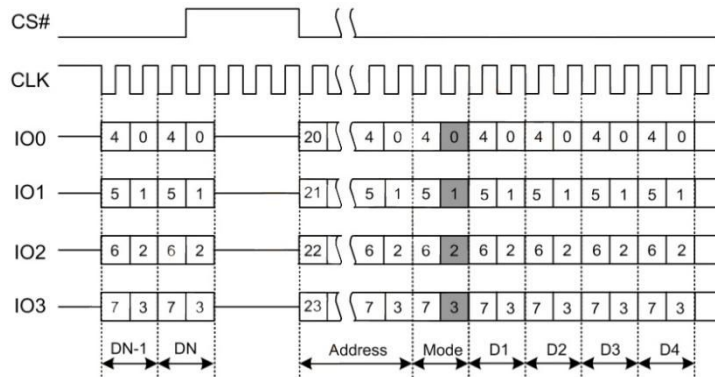 CS#
CLK
IO0 4 0 4 0 20 4 0 4 0 4 0 4 0 4 0 4 0
IO1 5 1 5 1 21 5 1 5 1 5 1 5 1 5 1 5 1
IO2 6 2 6 2 22 6 2 6 2 6 2 6 2 6 2 6 2
IO3 7 3 7 3 23 7 3 7 3 7 3 7 3 7 3 7 3
DN-1 DN Address Mode D1 D2 D3 D4